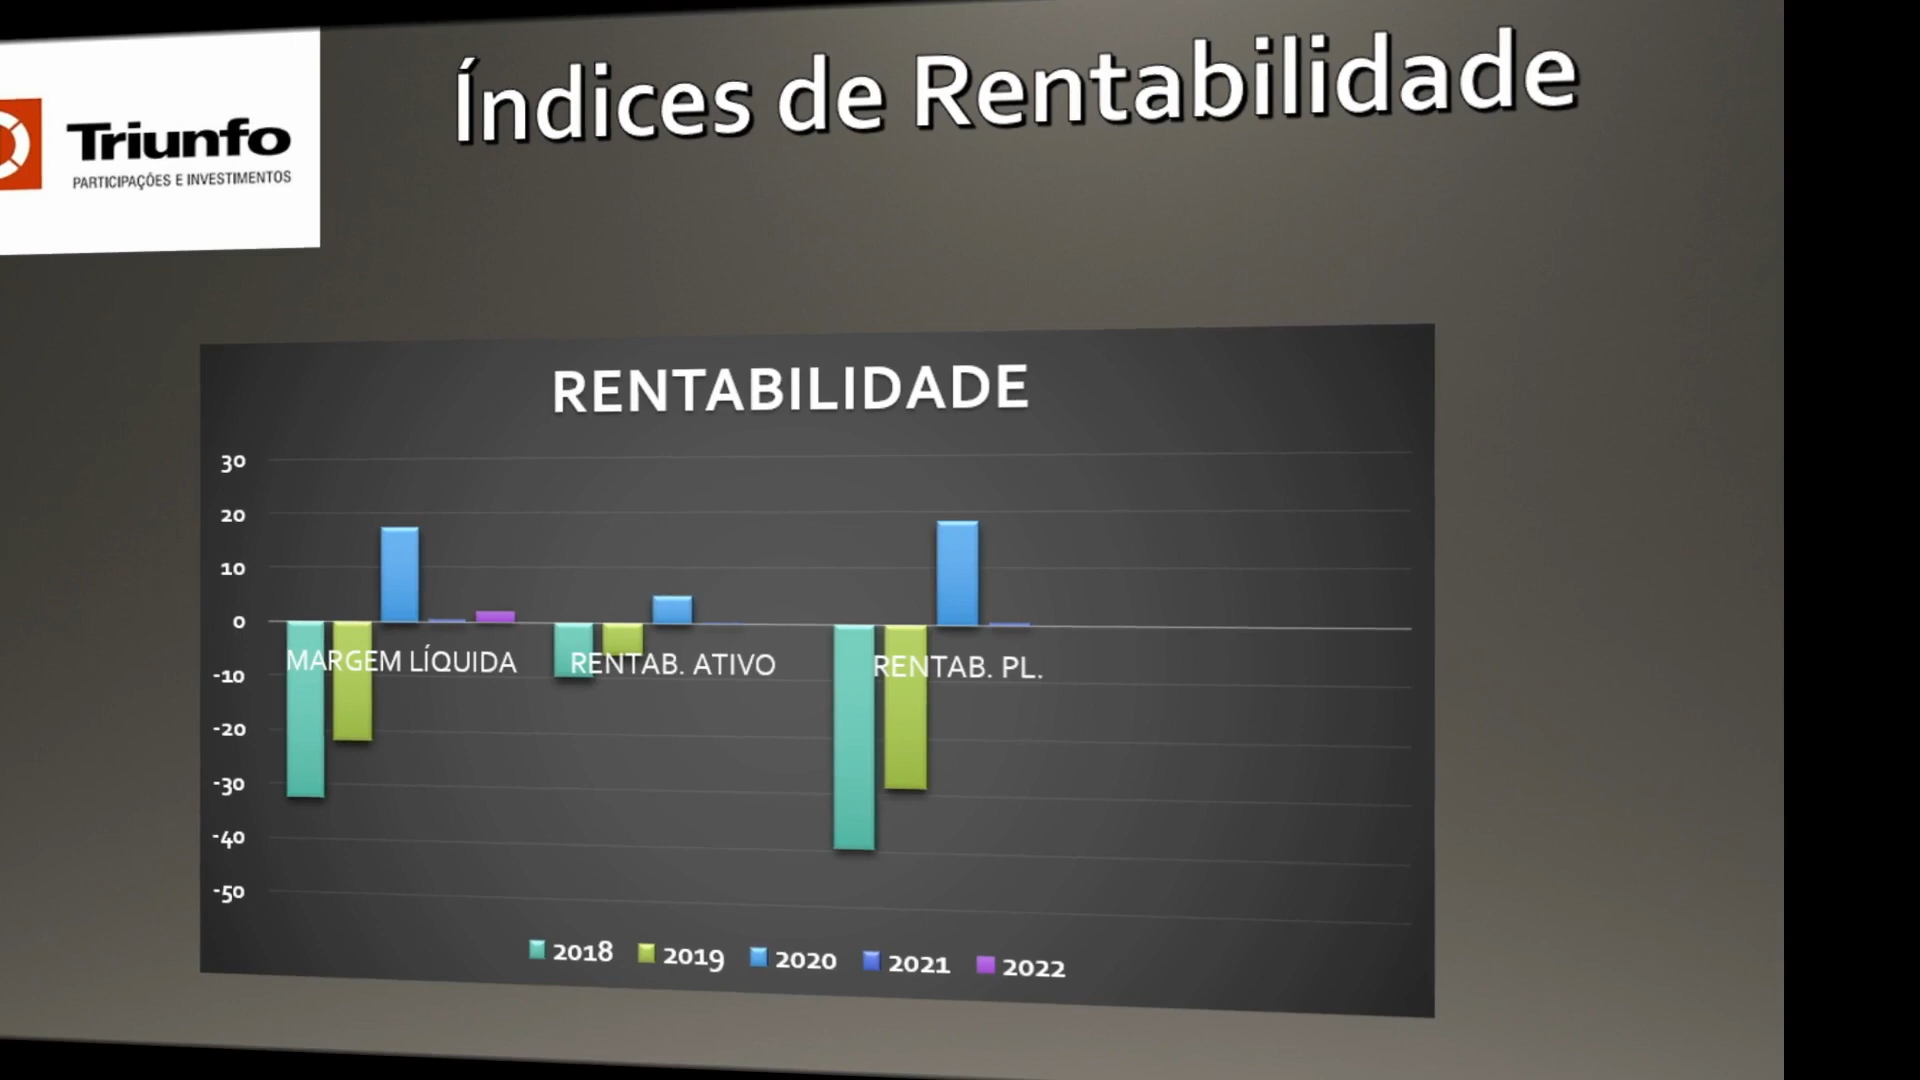 Índices de Rentabilidade
Triunfo
PARTICIPAÇÕES E INVESTIMENTOS
RENTABILIDADE
30
20
10
0
-10
-20
-30
-40
-50
MARGEM LÍQUIDA
RENTAB. ATIVO
RENTAB. PL.
2018 2019 2020 2021 2022